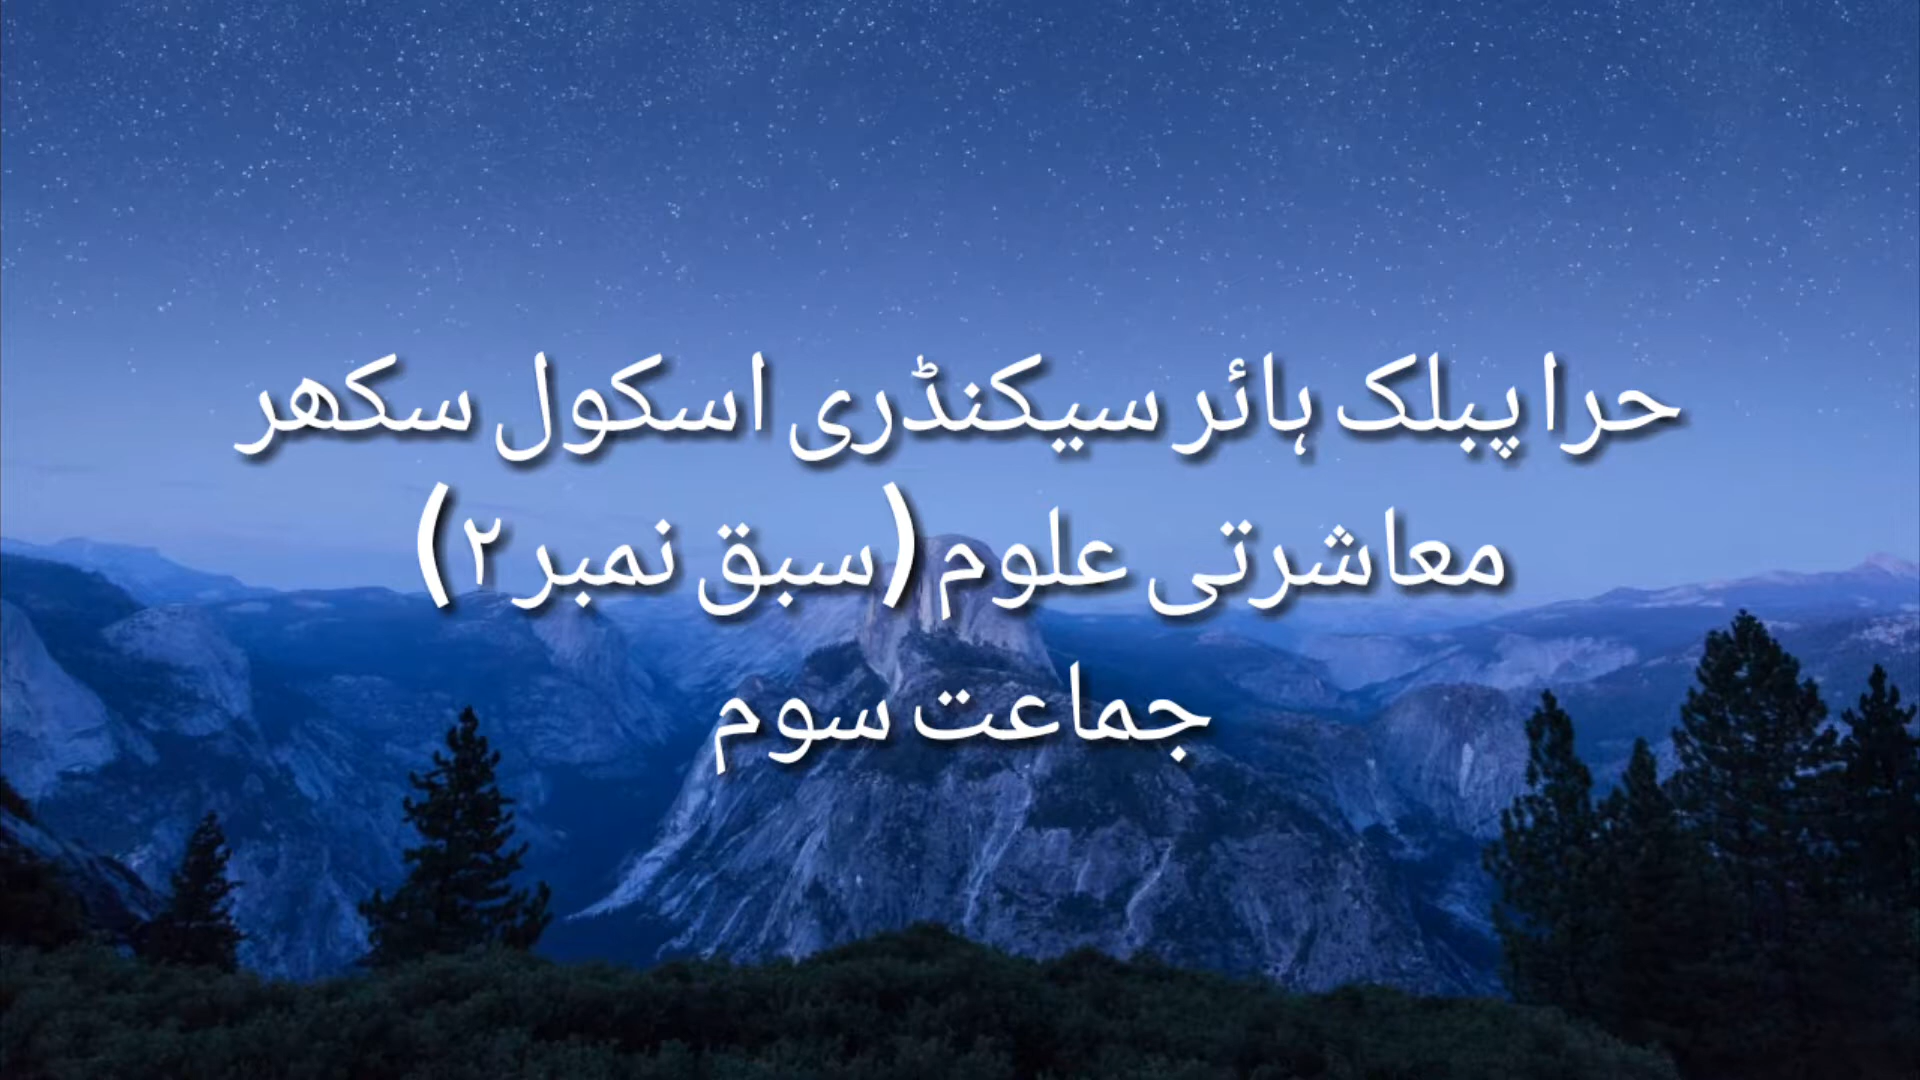 حرا پبلک ہائر سیکنڈری اسکول سکھر
معاشرتی علوم (سبق نمبر ۲)
جماعت سوم